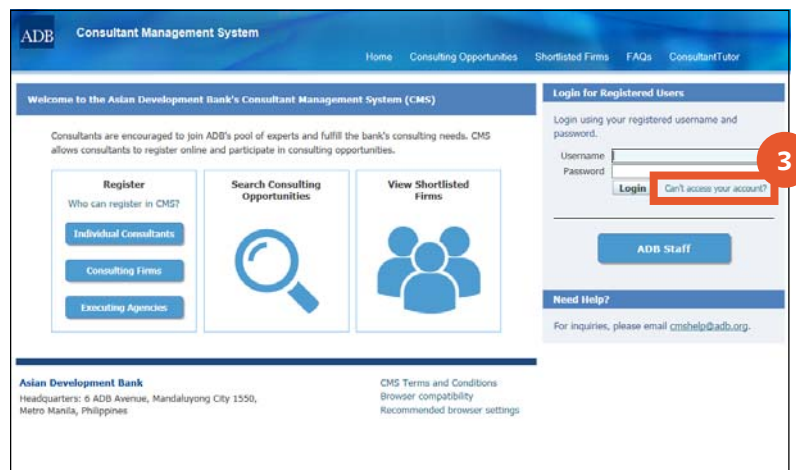 ADB Consultant Management System
Home Consulting Opportunities Shortlisted Firms FAQs ConsultantTutor
Welcome to the Asian Development Bank's Consultant Management System (CMS)
Consultants are encouraged to join ADB's pool of experts and fulfill the bank's consulting needs. CMS
allows consultants to register online and participate in consulting opportunities.
Register
Who can register in CMS?
Individual Consultants
Consulting Firms
Executing Agencies
Search Consulting
Opportunities
View Shortlisted
Firms
Login for Registered Users
Login using your registered username and
password.
Username
Password
3
Login Can't access your account?
ADB Staff
Need Help?
For inquiries, please email cmshelp@adb.org.
Asian Development Bank
Headquarters: 6 ADB Avenue, Mandaluyong City 1550,
Metro Manila, Philippines
CMS Terms and Conditions
Browser compatibility
Recommended browser settings